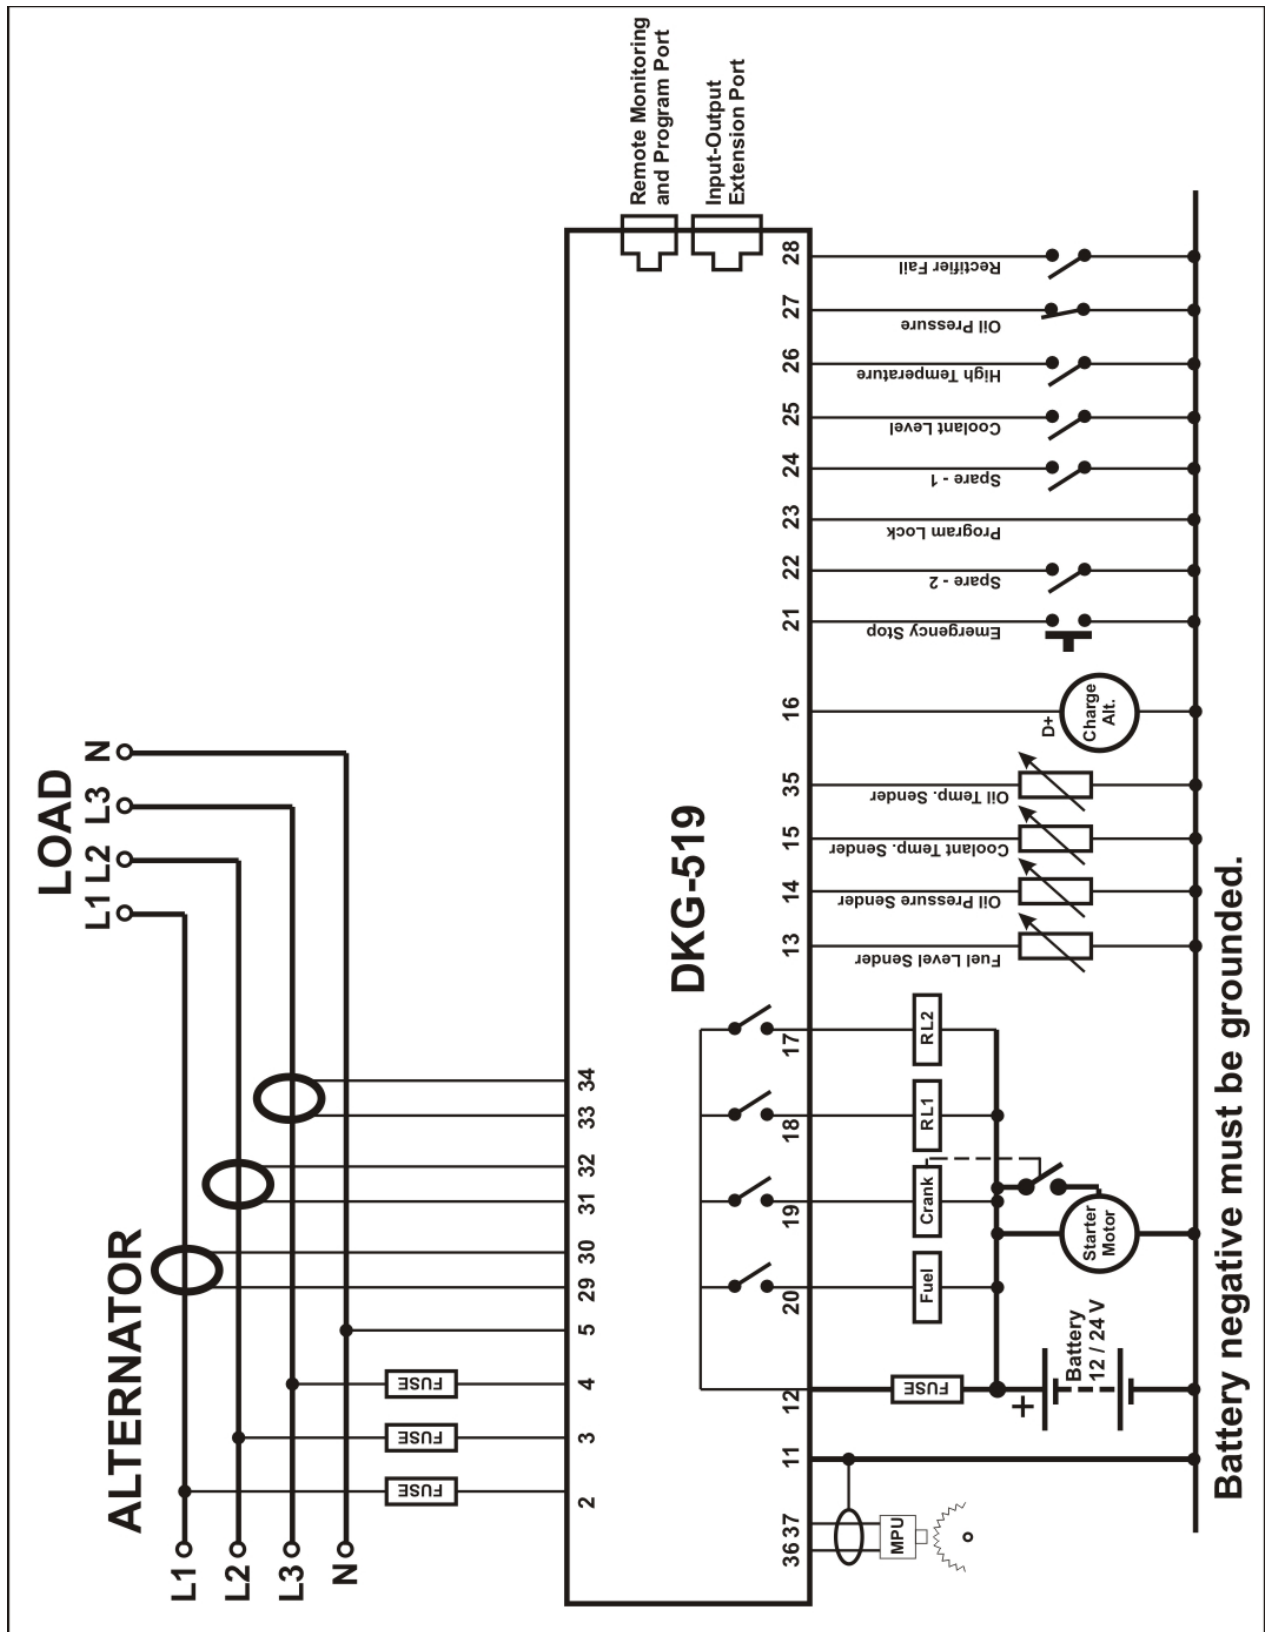 LOAD
L1 L2 L3 N
ALTERNATOR
L1
L2
L3
N
FUSE
FUSE
FUSE
2 3 4 5 29 30 31 32 33 34
DKG-519
Remote Monitoring
and Program Port
Input-Output
Extension Port
36 37 11 12 20 19 18 17 13 14 15 35 16 21 22 23 24 25 26 27 28
MPU
FUSE
Fuel
Crank
RL1
RL2
+
Battery
12 / 24 V
Starter
Motor
Fuel Level Sender
Oil Pressure Sender
Coolant Temp. Sender
Oil Temp. Sender
D+
Charge
Alt.
Emergency Stop
Spare - 2
Program Lock
Spare - 1
Coolant Level
High Temperature
Oil Pressure
Rectifier Fail
Battery negative must be grounded.